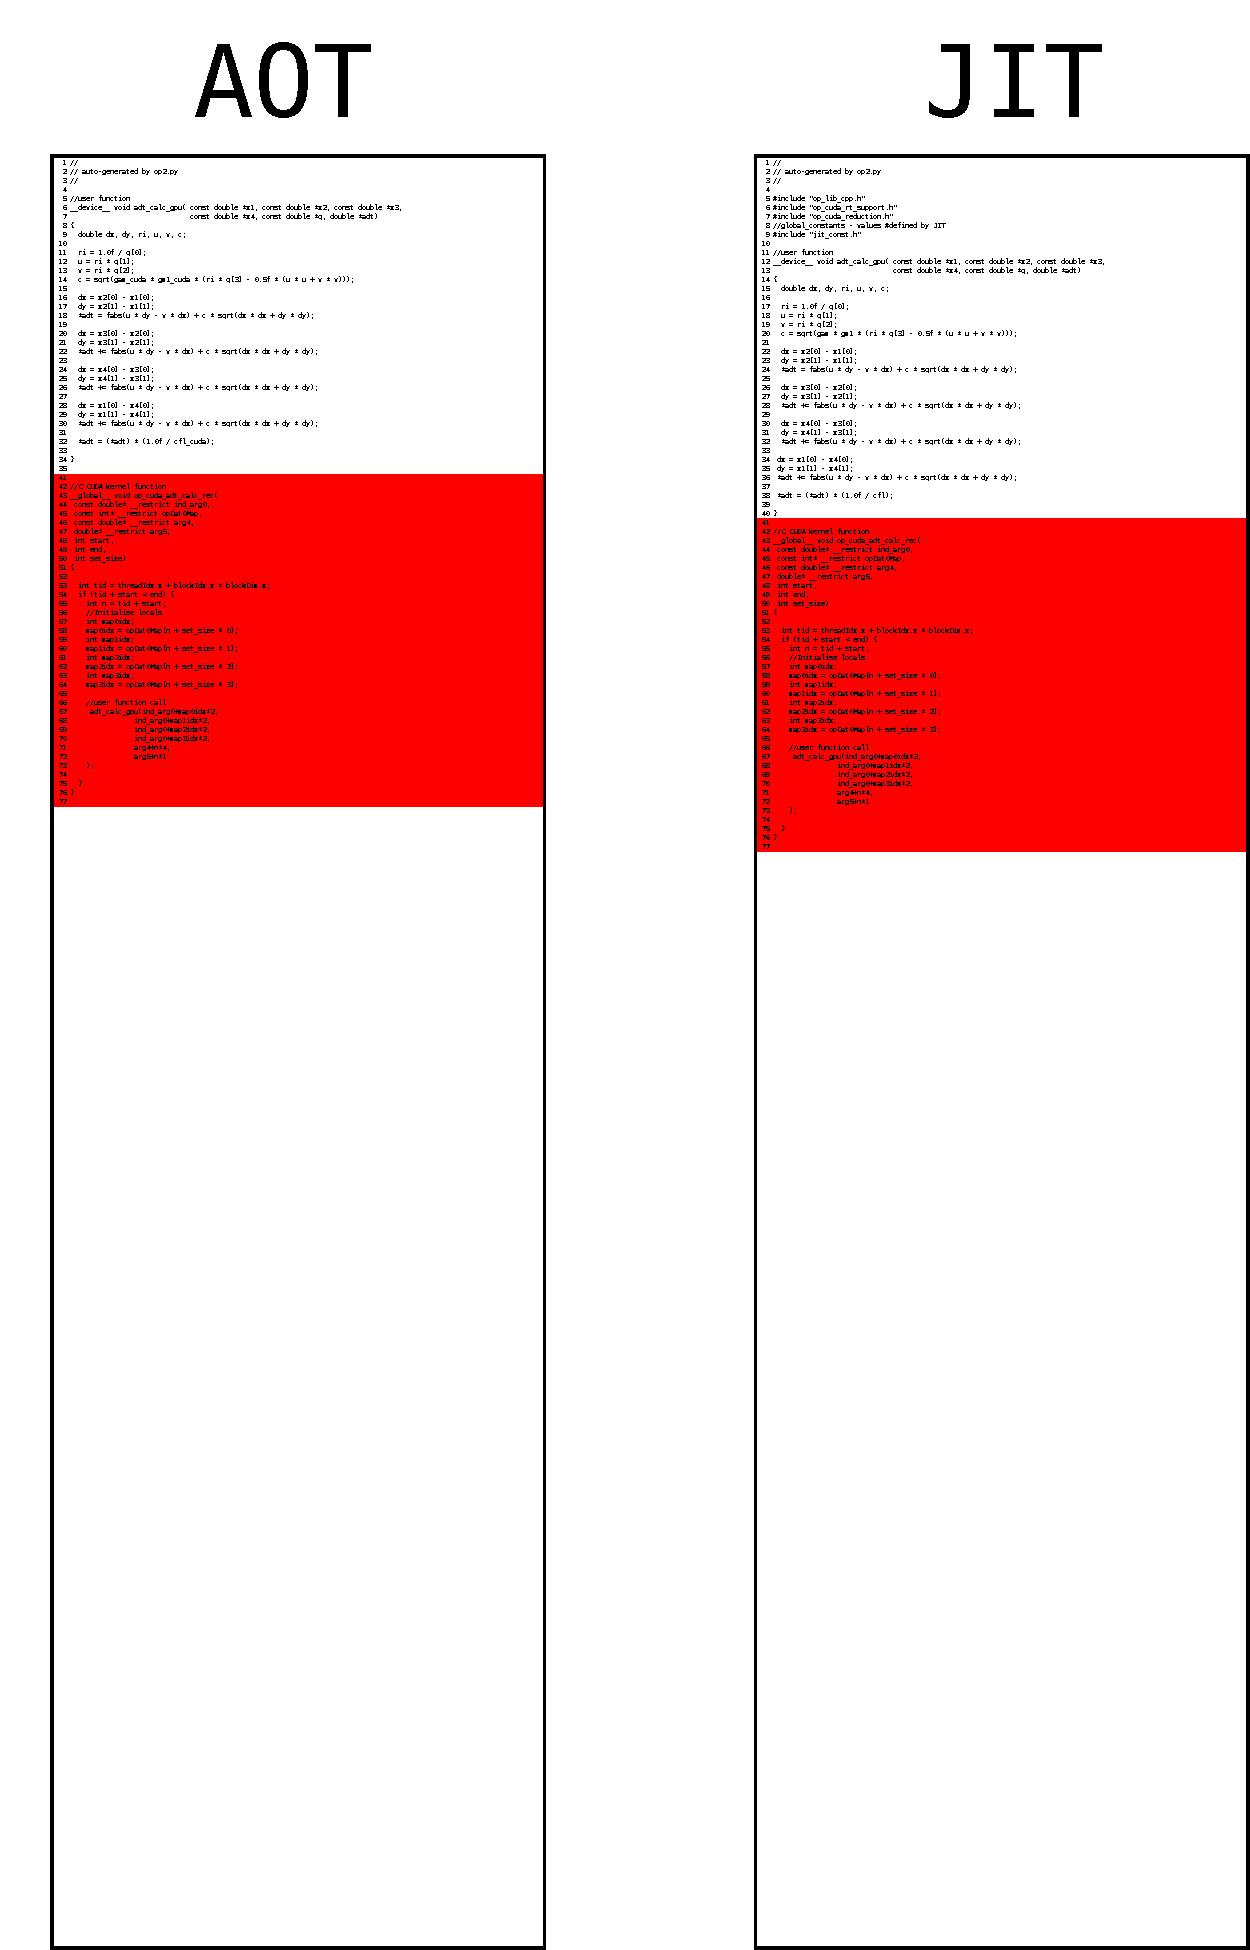 AOT
1 //
2 // auto-generated by op2.py
3 //
4
5 //user function
6 __device__ void adt_calc_gpu( const double *x1, const double *x2, const double *x3,
7 const double *x4, const double *q, double *adt)
8 {
9 double dx, dy, ri, u, v, c;
10
11 ri = 1.0f / q[0];
12 u = ri * q[1];
13 v = ri * q[2];
14 c = sqrt(gam_cuda * gm1_cuda * (ri * q[3] - 0.5f * (u * u + v * v)));
15
16 dx = x2[0] - x1[0];
17 dy = x2[1] - x1[1];
18 *adt = fabs(u * dy - v * dx) + c * sqrt(dx * dx + dy * dy);
19
20 dx = x3[0] - x2[0];
21 dy = x3[1] - x2[1];
22 *adt += fabs(u * dy - v * dx) + c * sqrt(dx * dx + dy * dy);
23
24 dx = x4[0] - x3[0];
25 dy = x4[1] - x3[1];
26 *adt += fabs(u * dy - v * dx) + c * sqrt(dx * dx + dy * dy);
27
28 dx = x1[0] - x4[0];
29 dy = x1[1] - x4[1];
30 *adt += fabs(u * dy - v * dx) + c * sqrt(dx * dx + dy * dy);
31
32 *adt = (*adt) * (1.0f / cfl_cuda);
33
34 }
35
41
42 //C CUDA kernel function
43 __global__ void op_cuda_adt_calc_rec(
44 const double* __restrict ind_arg0,
45 const int* __restrict opDat0Map,
46 const double* __restrict arg4,
47 double* __restrict arg5,
48 int start,
49 int end,
50 int set_size)
51 {
52
53 int tid = threadIdx.x + blockIdx.x * blockDim.x;
54 if (tid + start < end) {
55 int n = tid + start;
56 //Initialise locals
57 int map0idx;
58 map0idx = opDat0Map[n + set_size * 0];
59 int map1idx;
60 map1idx = opDat0Map[n + set_size * 1];
61 int map2idx;
62 map2idx = opDat0Map[n + set_size * 2];
63 int map3idx;
64 map3idx = opDat0Map[n + set_size * 3];
65
66 //user function call
67 adt_calc_gpu(ind_arg0+map0idx*2,
68 ind_arg0+map1idx*2,
69 ind_arg0+map2idx*2,
70 ind_arg0+map3idx*2,
71 arg4+n*4,
72 arg5+n*1
73 );
74
75 }
76 }
77
JIT
1 //
2 // auto-generated by op2.py
3 //
4
5 #include "op_lib_cpp.h"
6 #include "op_cuda_rt_support.h"
7 #include "op_cuda_reduction.h"
8 //global_constants - values #defined by JIT
9 #include "jit_const.h"
10
11 //user function
12 __device__ void adt_calc_gpu( const double *x1, const double *x2, const double *x3,
13 const double *x4, const double *q, double *adt)
14 {
15 double dx, dy, ri, u, v, c;
16
17 ri = 1.0f / q[0];
18 u = ri * q[1];
19 v = ri * q[2];
20 c = sqrt(gam * gm1 * (ri * q[3] - 0.5f * (u * u + v * v)));
21
22 dx = x2[0] - x1[0];
23 dy = x2[1] - x1[1];
24 *adt = fabs(u * dy - v * dx) + c * sqrt(dx * dx + dy * dy);
25
26 dx = x3[0] - x2[0];
27 dy = x3[1] - x2[1];
28 *adt += fabs(u * dy - v * dx) + c * sqrt(dx * dx + dy * dy);
29
30 dx = x4[0] - x3[0];
31 dy = x4[1] - x3[1];
32 *adt += fabs(u * dy - v * dx) + c * sqrt(dx * dx + dy * dy);
33
34 dx = x1[0] - x4[0];
35 dy = x1[1] - x4[1];
36 *adt += fabs(u * dy - v * dx) + c * sqrt(dx * dx + dy * dy);
37
38 *adt = (*adt) * (1.0f / cfl);
39
40 }
41
42 //C CUDA kernel function
43 __global__ void op_cuda_adt_calc_rec(
44 const double* __restrict ind_arg0,
45 const int* __restrict opDat0Map,
46 const double* __restrict arg4,
47 double* __restrict arg5,
48 int start,
49 int end,
50 int set_size)
51 {
52
53 int tid = threadIdx.x + blockIdx.x * blockDim.x;
54 if (tid + start < end) {
55 int n = tid + start;
56 //Initialise locals
57 int map0idx;
58 map0idx = opDat0Map[n + set_size * 0];
59 int map1idx;
60 map1idx = opDat0Map[n + set_size * 1];
61 int map2idx;
62 map2idx = opDat0Map[n + set_size * 2];
63 int map3idx;
64 map3idx = opDat0Map[n + set_size * 3];
65
66 //user function call
67 adt_calc_gpu(ind_arg0+map0idx*2,
68 ind_arg0+map1idx*2,
69 ind_arg0+map2idx*2,
70 ind_arg0+map3idx*2,
71 arg4+n*4,
72 arg5+n*1
73 );
74
75 }
76 }
77